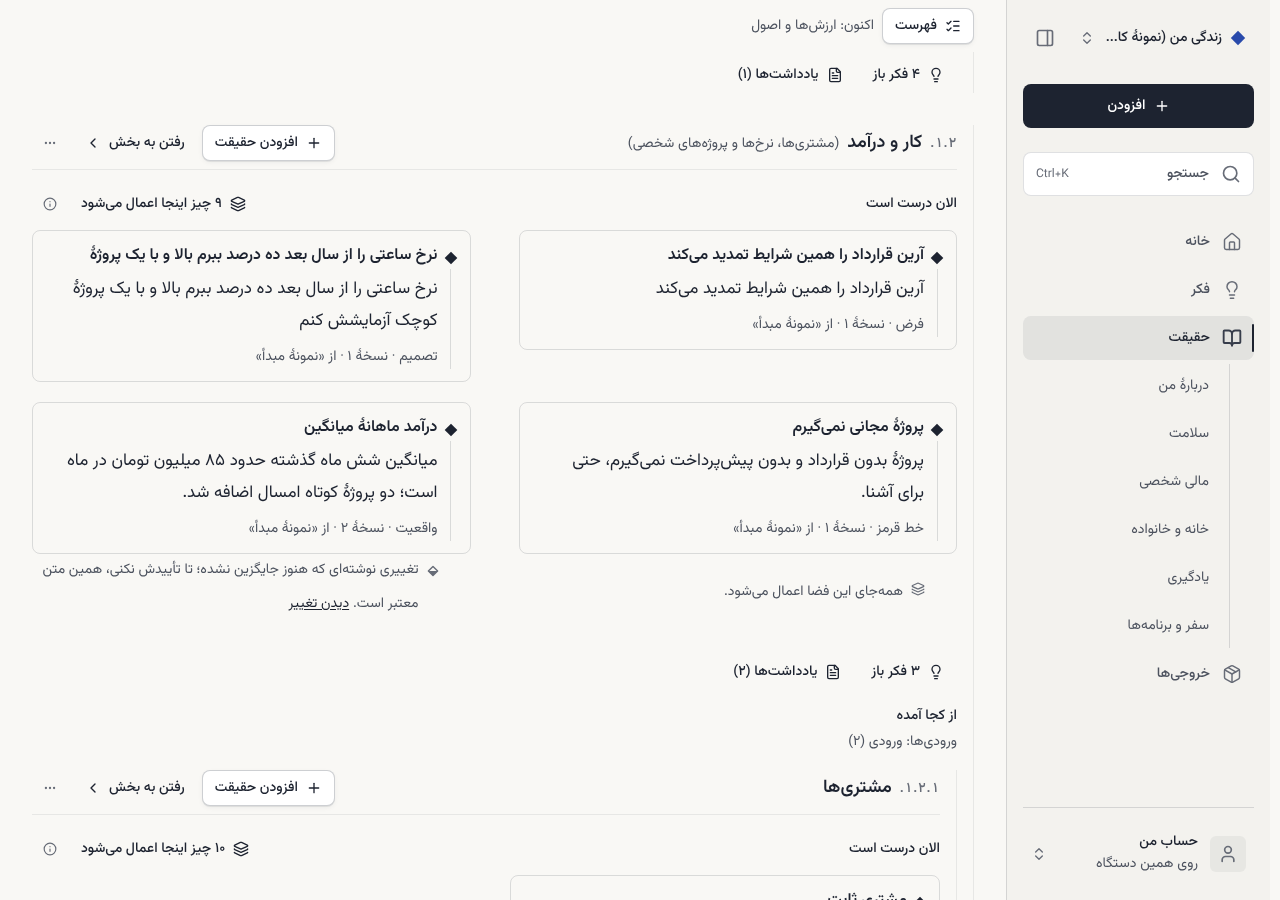 زندگی من (نمونهٔ کا...
افزودن
جستجو
Ctrl+K
خانه
فکر
حقیقت
دربارهٔ من
سلامت
مالی شخصی
خانه و خانواده
یادگیری
سفر و برنامه‌ها
خروجی‌ها
حساب من
روی همین دستگاه
فهرست
اکنون: ارزش‌ها و اصول
۴ فکر باز
یادداشت‌ها (۱)
۱.۲. کار و درآمد (مشتری‌ها، نرخ‌ها و پروژه‌های شخصی)
افزودن حقیقت
رفتن به بخش
الان درست است
۹ چیز اینجا اعمال می‌شود
آرین قرارداد را همین شرایط تمدید می‌کند
آرین قرارداد را همین شرایط تمدید می‌کند
فرض · نسخهٔ ۱ · از «نمونهٔ مبدأ»
نرخ ساعتی را از سال بعد ده درصد ببرم بالا و با یک پروژهٔ
نرخ ساعتی را از سال بعد ده درصد ببرم بالا و با یک پروژهٔ
کوچک آزمایشش کنم
تصمیم · نسخهٔ ۱ · از «نمونهٔ مبدأ»
پروژهٔ مجانی نمی‌گیرم
پروژهٔ بدون قرارداد و بدون پیش‌پرداخت نمی‌گیرم، حتی
برای آشنا.
خط قرمز · نسخهٔ ۱ · از «نمونهٔ مبدأ»
همه‌جای این فضا اعمال می‌شود.
درآمد ماهانهٔ میانگین
میانگین شش ماه گذشته حدود ۸۵ میلیون تومان در ماه
است؛ دو پروژهٔ کوتاه امسال اضافه شد.
واقعیت · نسخهٔ ۲ · از «نمونهٔ مبدأ»
تغییری نوشته‌ای که هنوز جایگزین نشده؛ تا تأییدش نکنی، همین متن
معتبر است. دیدن تغییر
۳ فکر باز
یادداشت‌ها (۲)
از کجا آمده
ورودی‌ها: ورودی (۲)
۱.۲.۱. مشتری‌ها
افزودن حقیقت
رفتن به بخش
الان درست است
۱۰ چیز اینجا اعمال می‌شود
مشتری ثابت